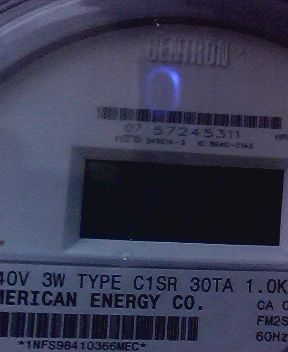 CENTRON
07 57245311
40V 3W TYPE C1SR 30TA 1.0K
MERICAN ENERGY CO.
CA 
FM2S
60Hz
*1NFS98410366MEC*